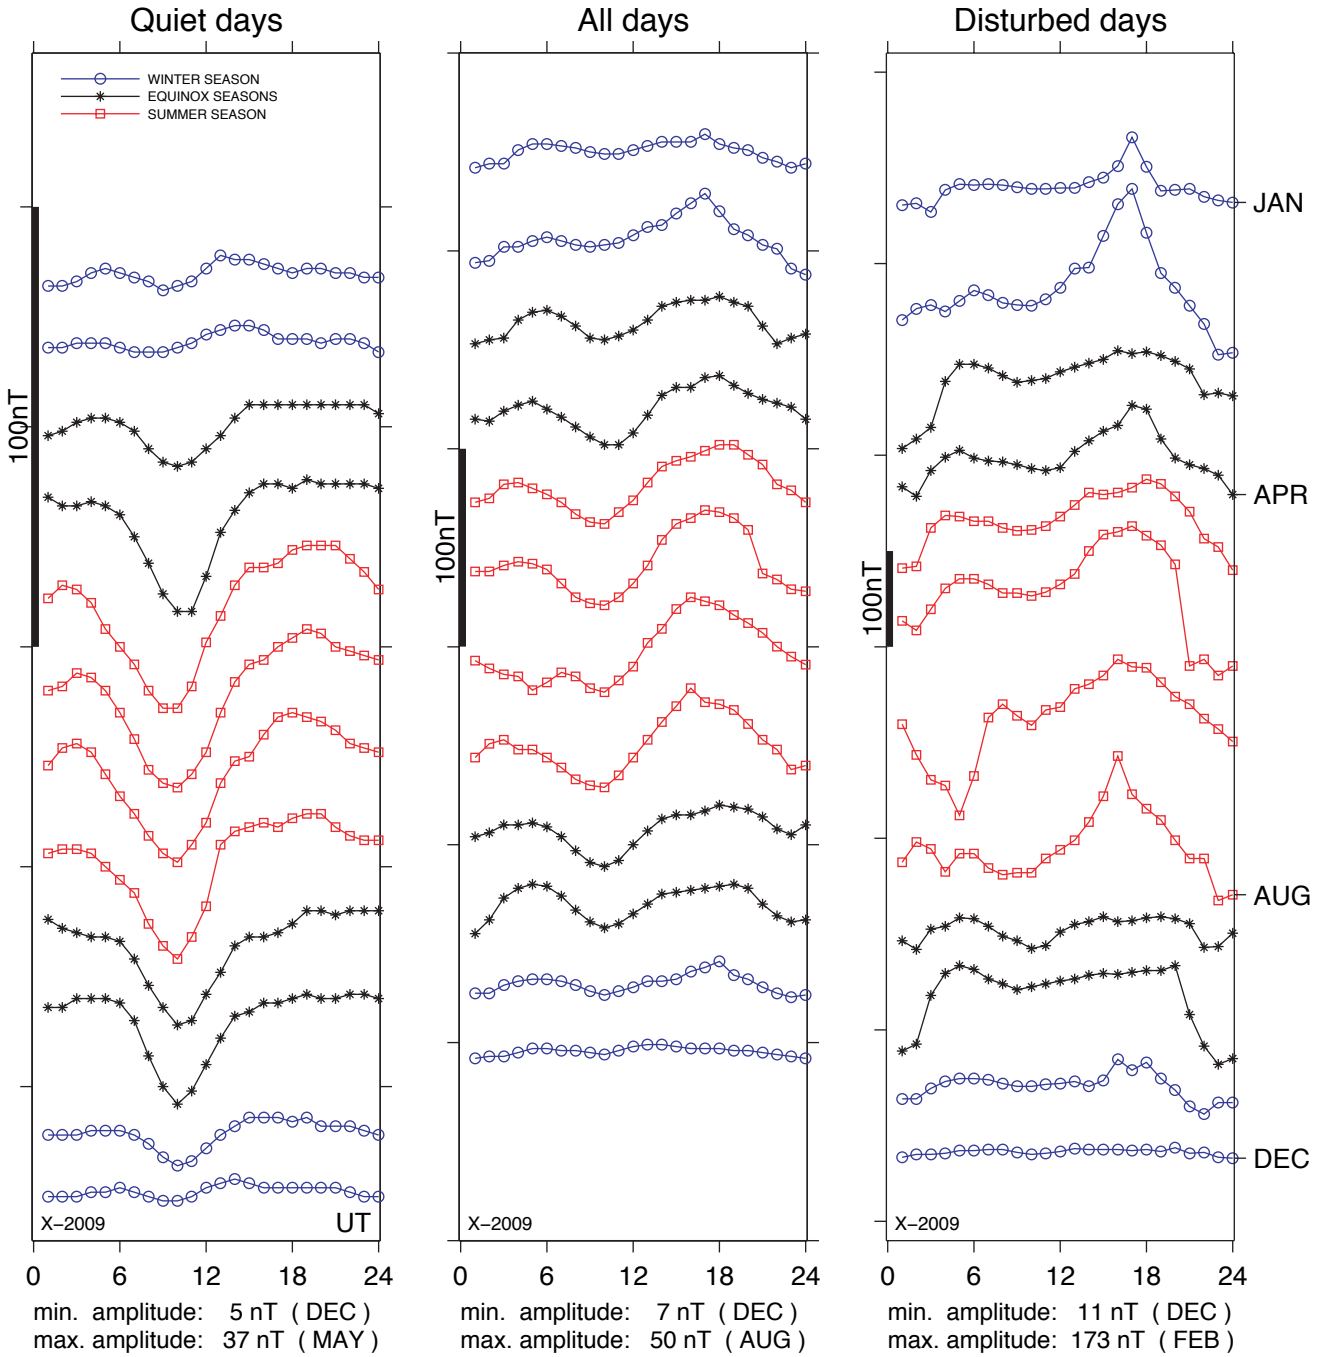 Quiet days
All days
Disturbed days
WINTER SEASON
EQUINOX SEASONS
SUMMER SEASON
JAN
100nT
APR
100nT
100nT
AUG
DEC
X−2009
UT
X−2009
X−2009
0 6 12 18 24
0 6 12 18 24
0 6 12 18 24
min. amplitude: 5 nT ( DEC )
max. amplitude: 37 nT ( MAY )
min. amplitude: 7 nT ( DEC )
max. amplitude: 50 nT ( AUG )
min. amplitude: 11 nT ( DEC )
max. amplitude: 173 nT ( FEB )